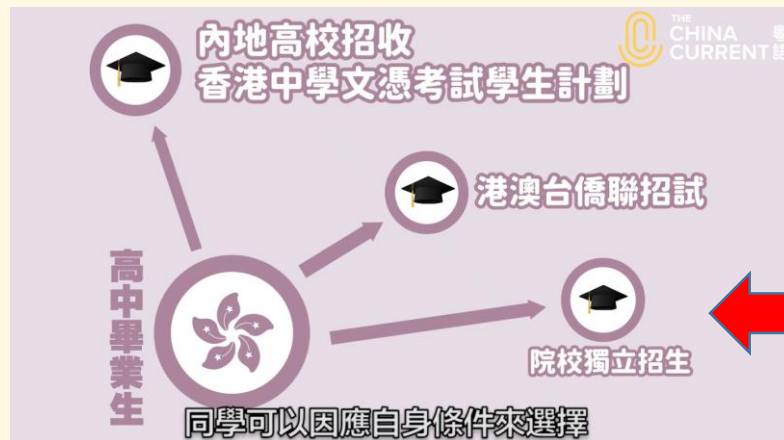 內地高校招收
香港中學文憑考試學生計劃
THE
CHINA
CURRENT
粵
語
港澳台僑聯招試
高中畢業生
院校獨立招生
同學可以因應自身條件來選擇